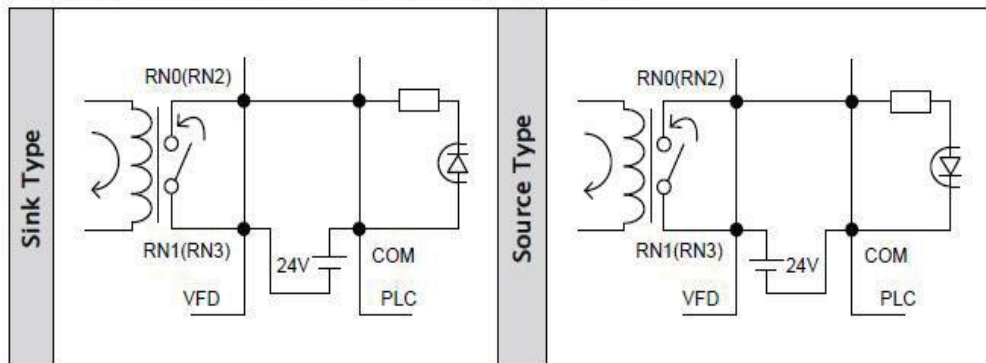 Sink Type
RN0(RN2)
RN1(RN3)
24V
COM
VFD
PLC
Source Type
RN0(RN2)
RN1(RN3)
24V
COM
VFD
PLC